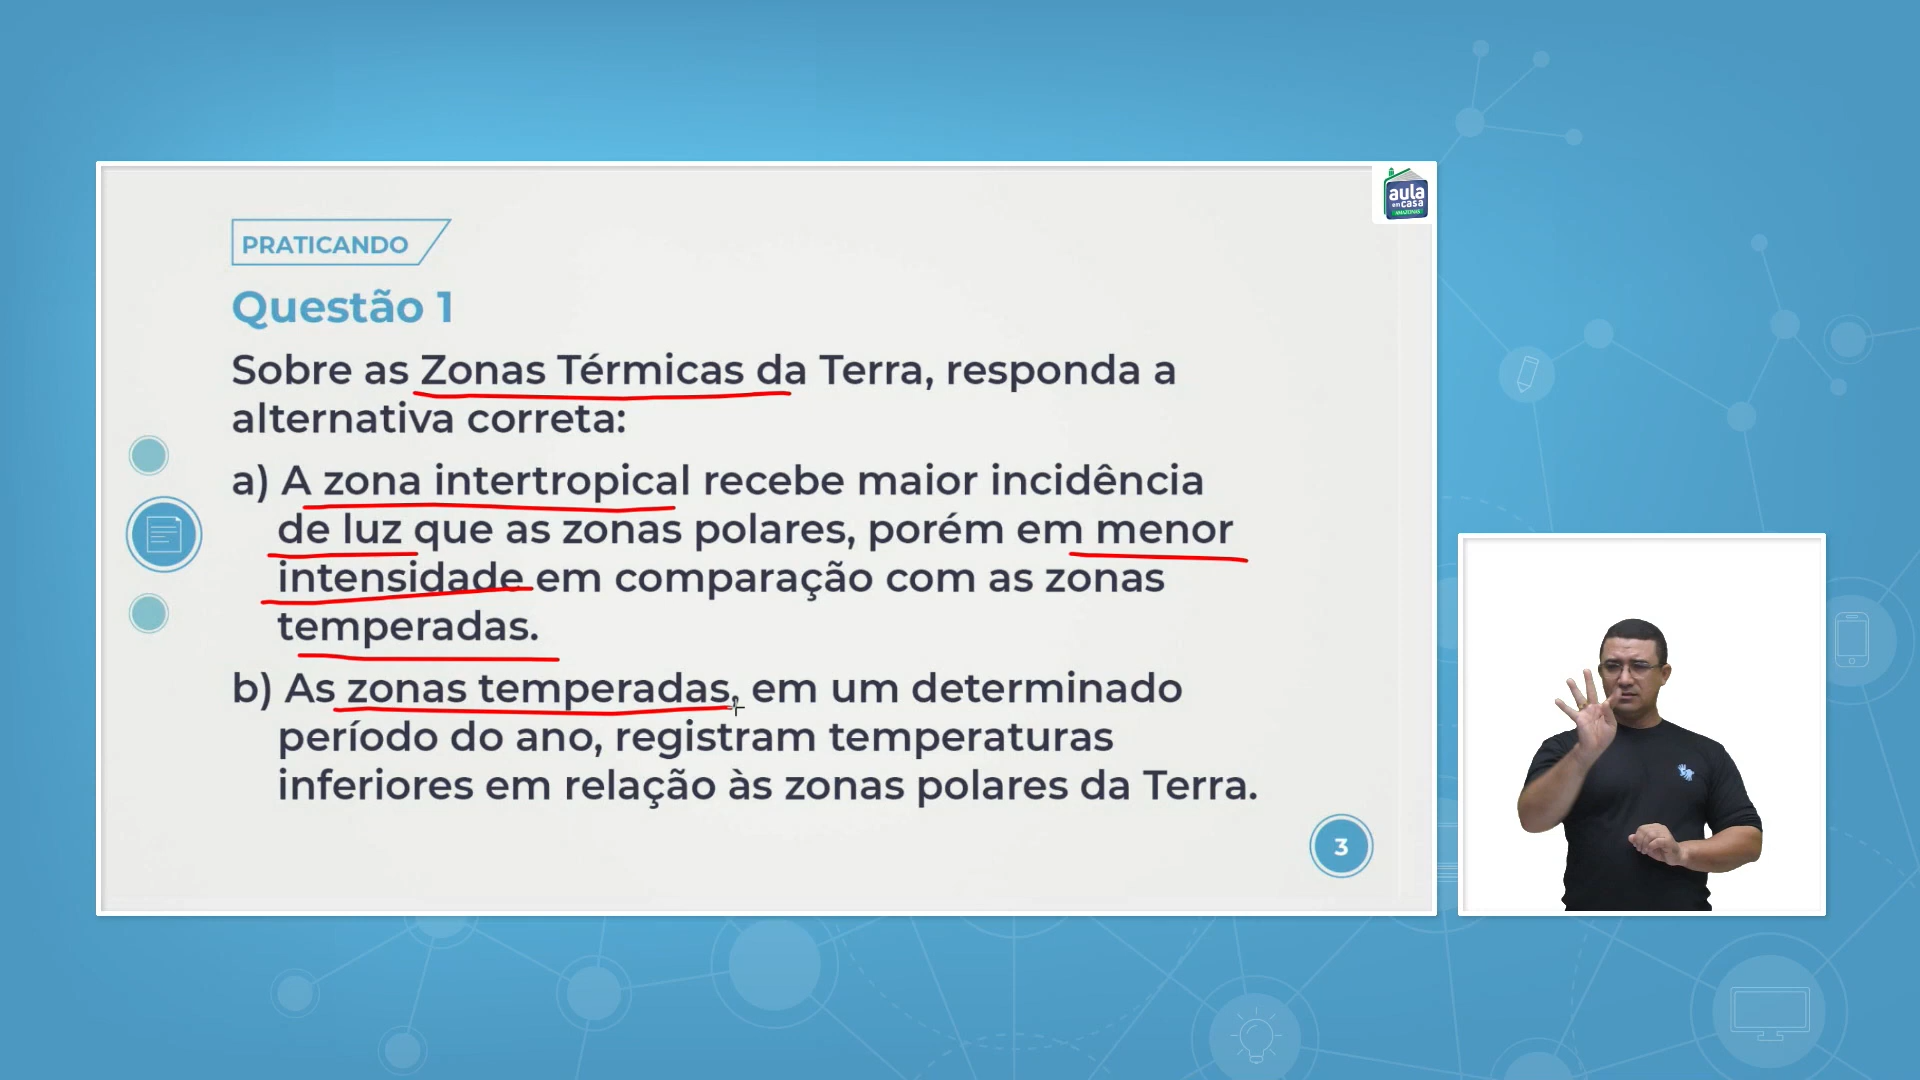 aula
em casa
AMAZONAS
PRATICANDO
Questão 1
Sobre as Zonas Térmicas da Terra, responda a
alternativa correta:
a) A zona intertropical recebe maior incidência
de luz que as zonas polares, porém em menor
intensidade em comparação com as zonas
temperadas.
b) As zonas temperadas, em um determinado
período do ano, registram temperaturas
inferiores em relação às zonas polares da Terra.
3